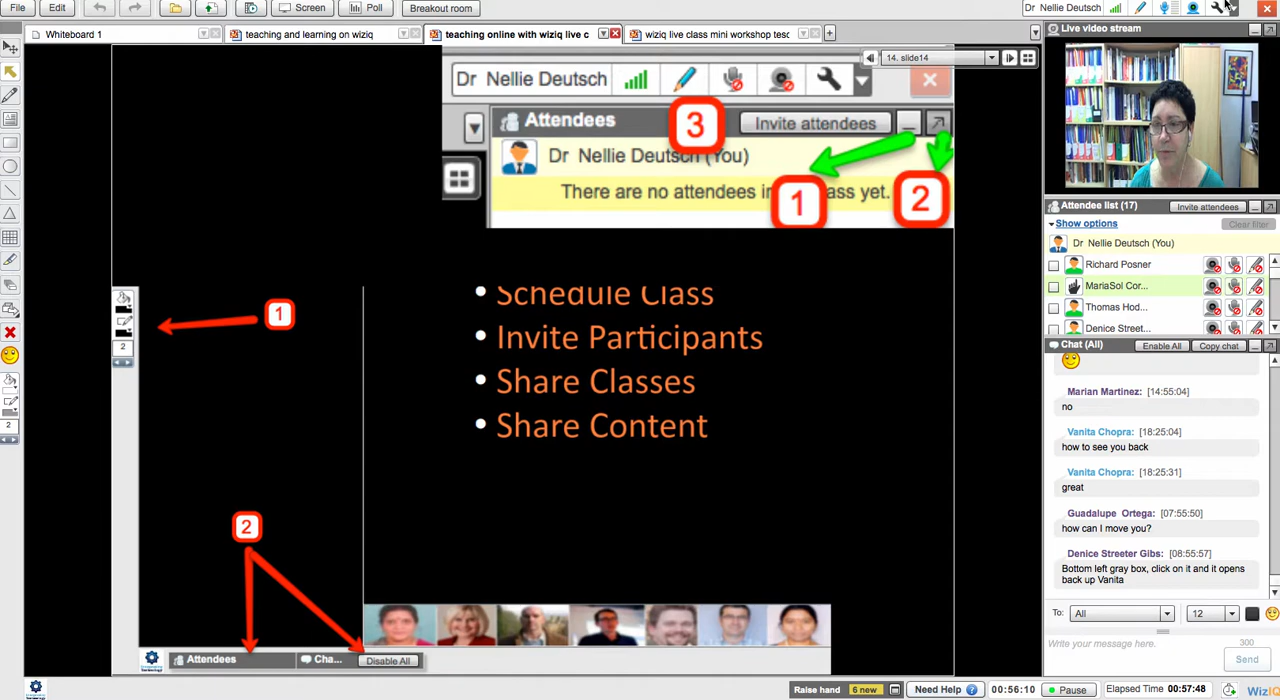 File
Edit
Screen
Poll
Breakout room
Dr Nellie Deutsch
Whiteboard 1
teaching and learning on wiziq
teaching online with wiziq live c
wiziq live class mini workshop tesc
14. slide14
Live video stream
Dr Nellie Deutsch
Attendees
3
Invite attendees
Dr Nellie Deutsch (You)
There are no attendees in
ass yet.
1
2
Schedule Class
Invite Participants
Share Classes
Share Content
1
2
2
Attendees
Cha...
Disable All
2
Attendee list (17)
Invite attendees
Show options
Clear filter
Dr Nellie Deutsch (You)
Richard Posner
MariaSol Cor...
Thomas Hod...
Denice Street...
Chat (All)
Enable All
Copy chat
Marian Martinez: [14:55:04]
no
Vanita Chopra: [18:25:04]
how to see you back
Vanita Chopra: [18:25:31]
great
Guadalupe Ortega: [07:55:50]
how can I move you?
Denice Streeter Gibs: [08:55:57]
Bottom left gray box, click on it and it opens
back up Vanita
To:
All
12
Write your message here...
300
Send
Raise hand
6 new
Need Help
00:56:10
Pause
Elapsed Time 00:57:48
WizIQ